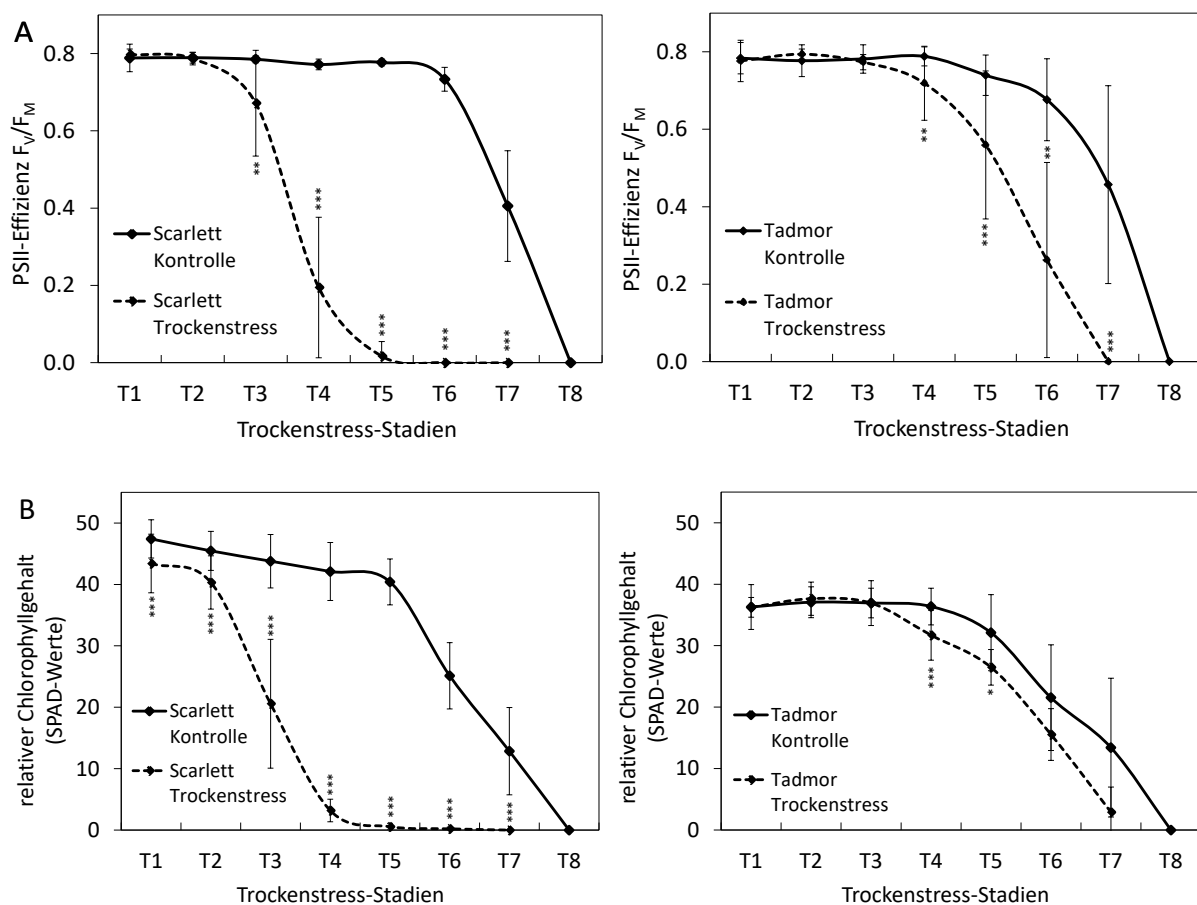 A
PSII-Effizienz FV/FM
0.8
0.6
0.4
0.2
0.0
Scarlett
Kontrolle
Scarlett
Trockenstress
**
***
***
***
***
T1 T2 T3 T4 T5 T6 T7 T8
Trockenstress-Stadien
PSII-Effizienz FV/FM
0.8
0.6
0.4
0.2
0.0
Tadmor
Kontrolle
Tadmor
Trockenstress
**
***
**
***
T1 T2 T3 T4 T5 T6 T7 T8
Trockenstress-Stadien
B
relativer Chlorophyllgehalt
(SPAD-Werte)
50
40
30
20
10
0
***
***
***
***
***
***
***
Scarlett
Kontrolle
Scarlett
Trockenstress
T1 T2 T3 T4 T5 T6 T7 T8
Trockenstress-Stadien
relativer Chlorophyllgehalt
(SPAD-Werte)
50
40
30
20
10
0
***
*
Tadmor
Kontrolle
Tadmor
Trockenstress
T1 T2 T3 T4 T5 T6 T7 T8
Trockenstress-Stadien